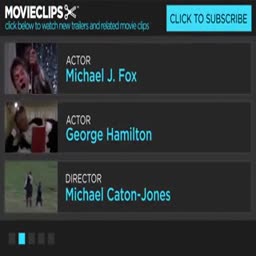 MOVIECLIPS
click below to watch new trailers and related movie clips
CLICK TO SUBSCRIBE
ACTOR
Michael J. Fox
ACTOR
George Hamilton
DIRECTOR
Michael Caton-Jones